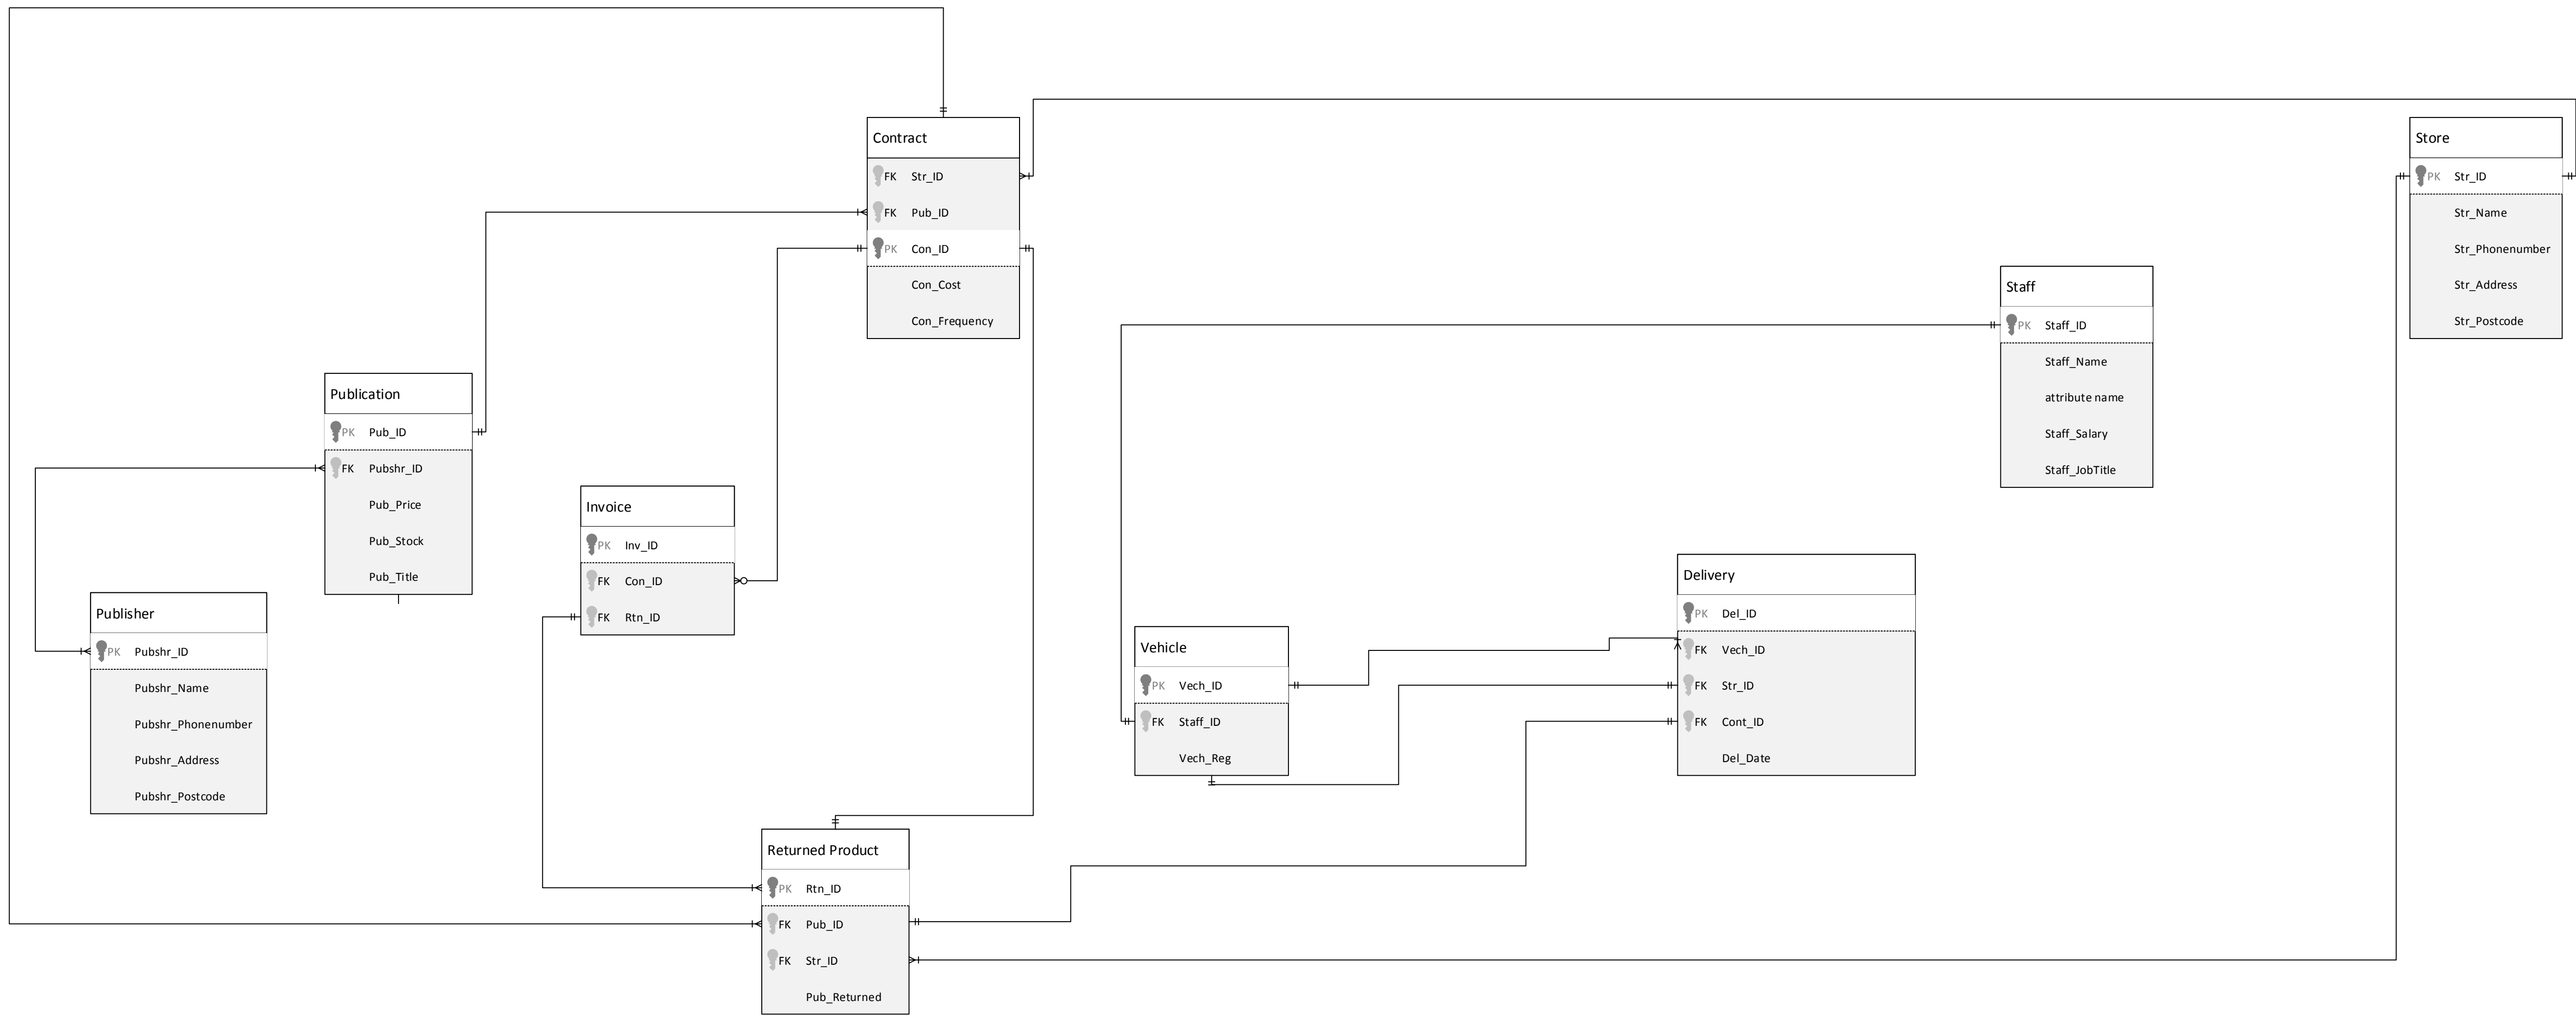 Contract
FK Str_ID
FK Pub_ID
PK Con_ID
Con_Cost
Con_Frequency
Store
PK Str_ID
Str_Name
Str_Phonenumber
Str_Address
Str_Postcode
Staff
PK Staff_ID
Staff_Name
attribute name
Staff_Salary
Staff_JobTitle
Publication
PK Pub_ID
FK Pubshr_ID
Pub_Price
Pub_Stock
Pub_Title
Invoice
PK Inv_ID
FK Con_ID
FK Rtn_ID
Publisher
PK Pubshr_ID
Pubshr_Name
Pubshr_Phonenumber
Pubshr_Address
Pubshr_Postcode
Vehicle
PK Vech_ID
FK Staff_ID
Vech_Reg
Delivery
PK Del_ID
FK Vech_ID
FK Str_ID
FK Cont_ID
Del_Date
Returned Product
PK Rtn_ID
FK Pub_ID
FK Str_ID
Pub_Returned